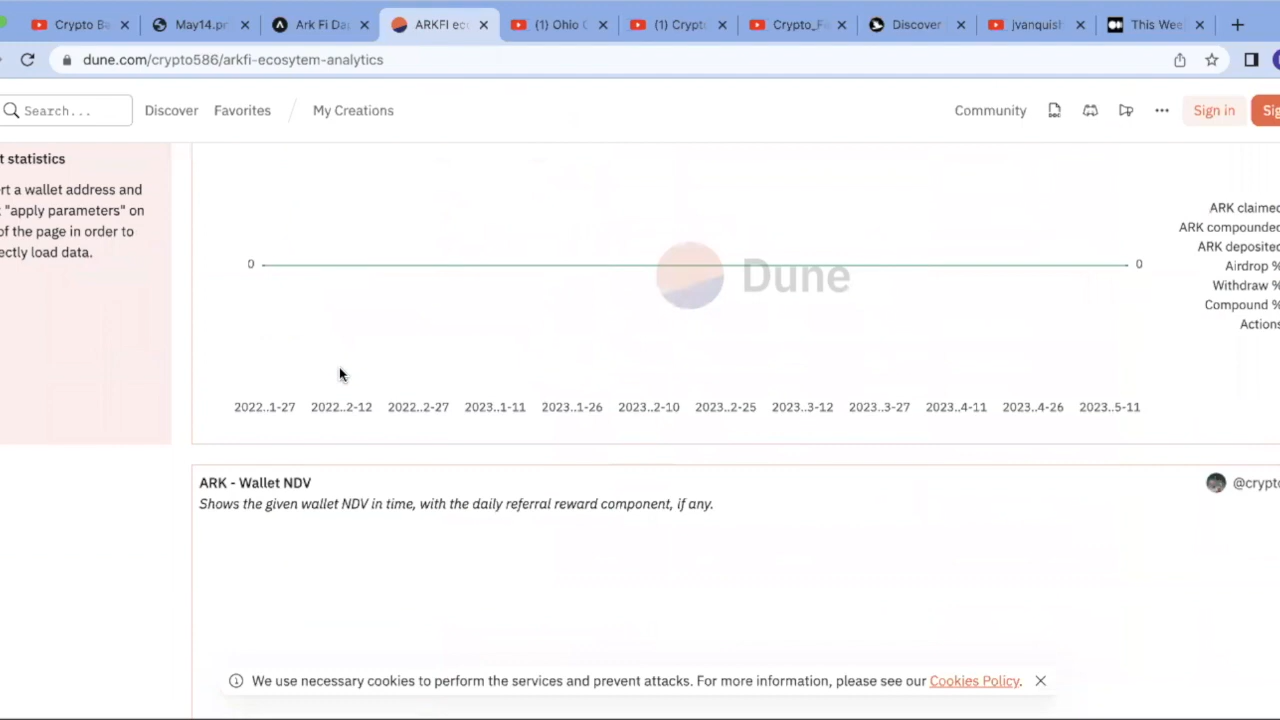 Crypto Be
May14.pr
Ark Fi Da
ARKFI ec
(1) Ohio C
(1) Crypt
Crypto_F
Discover
jvanquish
This Wee
dune.com/crypto586/arkfi-ecosytem-analytics
Search...
Discover
Favorites
My Creations
Community
DOC
Sign in
Sig
t statistics
rt a wallet address and
"apply parameters" on
of the page in order to
ectly load data.
0
0
Dune
ARK claimed
ARK compounded
ARK deposited
Airdrop %
Withdraw %
Compound %
Actions
2022..1-27 2022..2-12 2022..2-27 2023..1-11 2023..1-26 2023..2-10 2023..2-25 2023..3-12 2023..3-27 2023..4-11 2023..4-26 2023..5-11
ARK - Wallet NDV
@crypto
Shows the given wallet NDV in time, with the daily referral reward component, if any.
We use necessary cookies to perform the services and prevent attacks. For more information, please see our Cookies Policy.